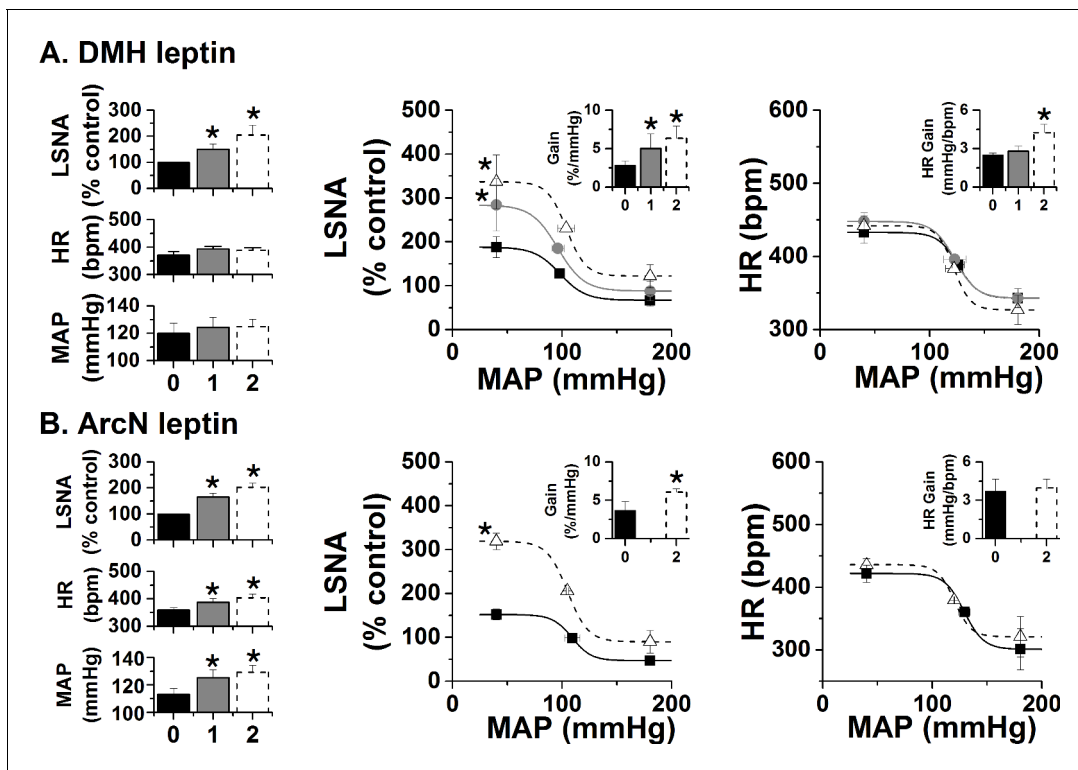 A. DMH leptin
LSNA
(% control)
300
200
100
0
*
*
HR
(bpm)
500
400
300
MAP
(mmHg)
140
120
100
0 1 2
LSNA
(% control)
500
400
300
200
100
0
*
*
0 100 200
MAP (mmHg)
Gain
(%/mmHg)
10
5
0
*
*
0 1 2
HR (bpm)
600
500
400
300
0 100 200
MAP (mmHg)
HR Gain
(mmHg/bpm)
6
3
0
*
0 1 2
B. ArcN leptin
LSNA
(% control)
300
200
100
0
*
*
HR
(bpm)
500
400
300
*
*
MAP
(mmHg)
140
120
100
*
*
0 1 2
LSNA
(% control)
500
400
300
200
100
0
*
0 100 200
MAP (mmHg)
Gain
(%/mmHg)
10
5
0
*
0 2
HR (bpm)
600
500
400
300
0 100 200
MAP (mmHg)
HR Gain
(mmHg/bpm)
6
3
0
0 2